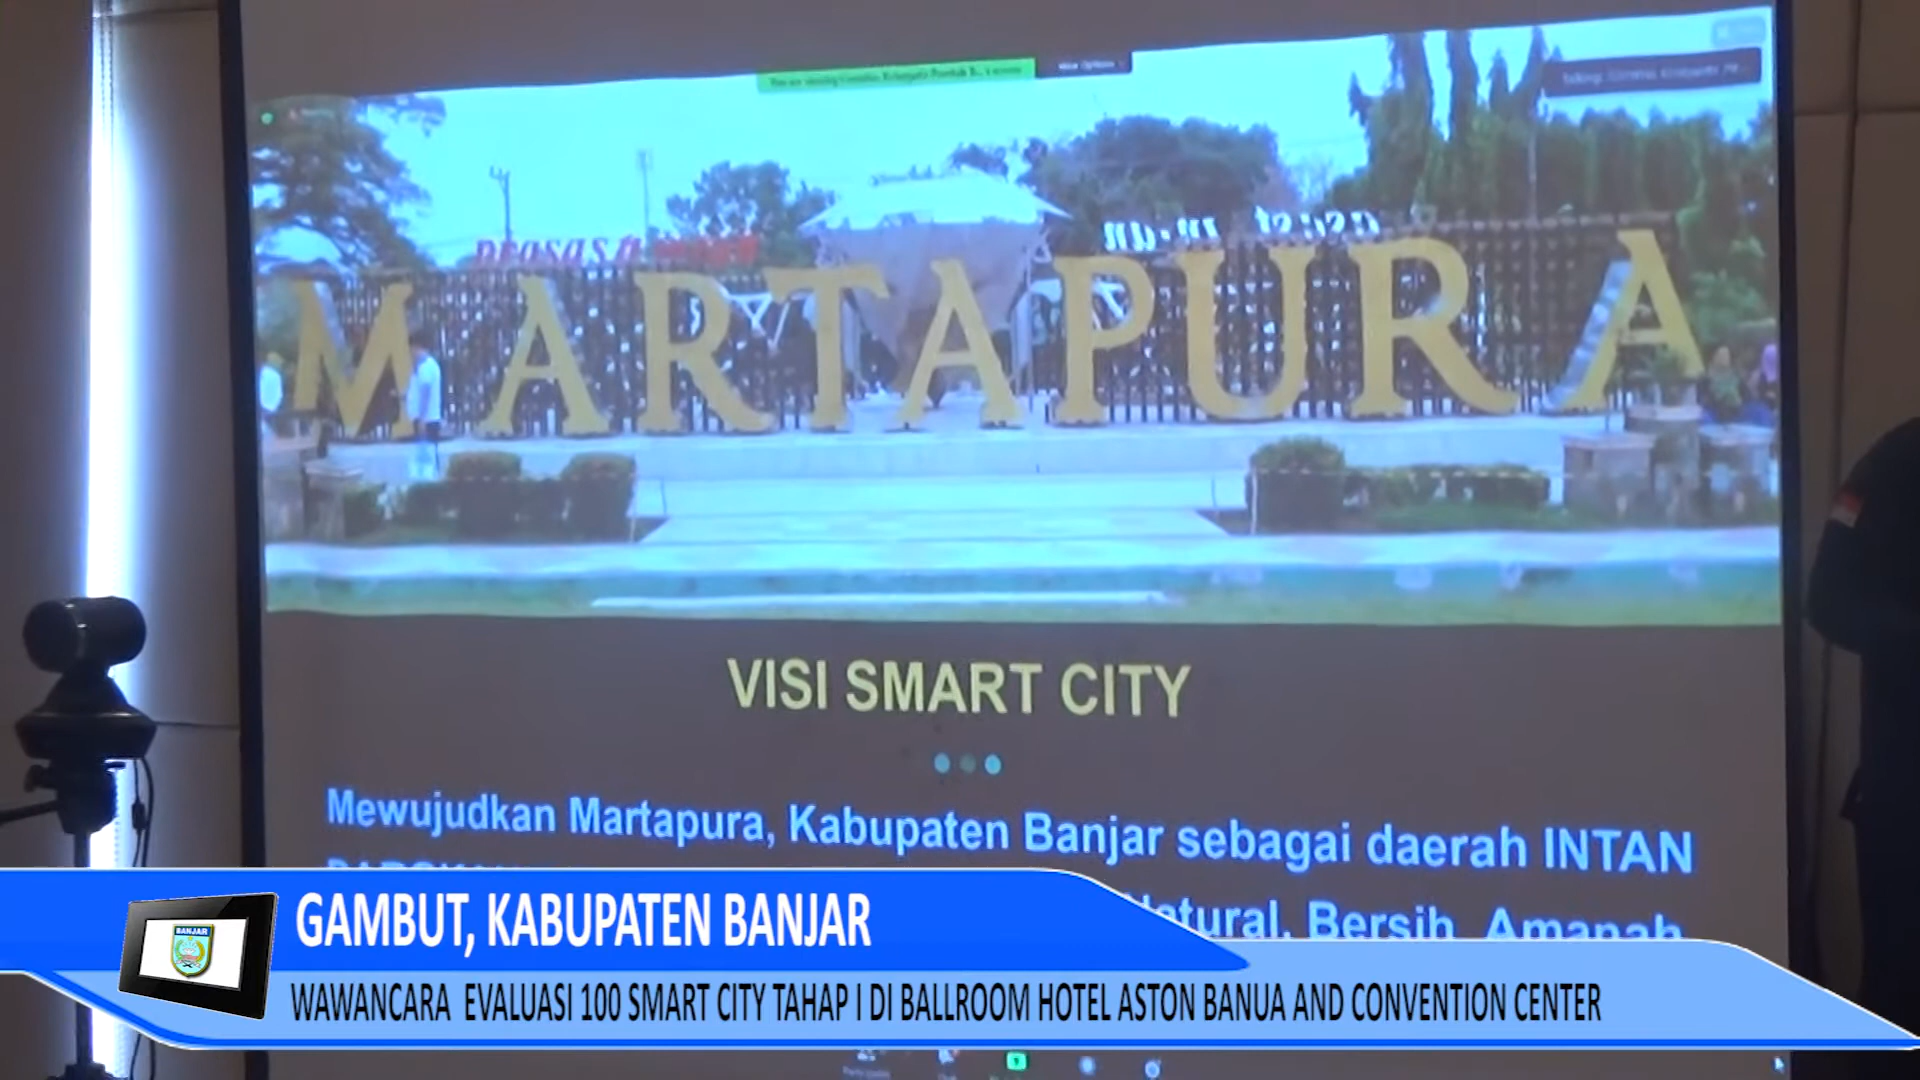 MARTAPURA
VISI SMART CITY
Mewujudkan Martapura, Kabupaten Banjar sebagai daerah INTAN
Natural, Bersih, Amanah,
GAMBUT, KABUPATEN BANJAR
BANJAR
WAWANCARA EVALUASI 100 SMART CITY TAHAP I DI BALLROOM HOTEL ASTON BANUA AND CONVENTION CENTER